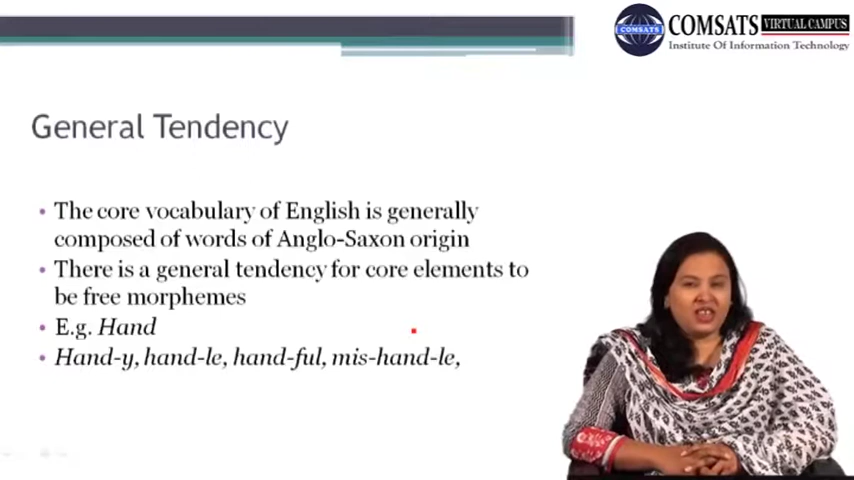 COMSATS
COMSATS VIRTUAL CAMPUS
Institute Of Information Technology
General Tendency
• The core vocabulary of English is generally
composed of words of Anglo-Saxon origin
• There is a general tendency for core elements to
be free morphemes
• E.g. Hand
• Hand-y, hand-le, hand-ful, mis-hand-le,